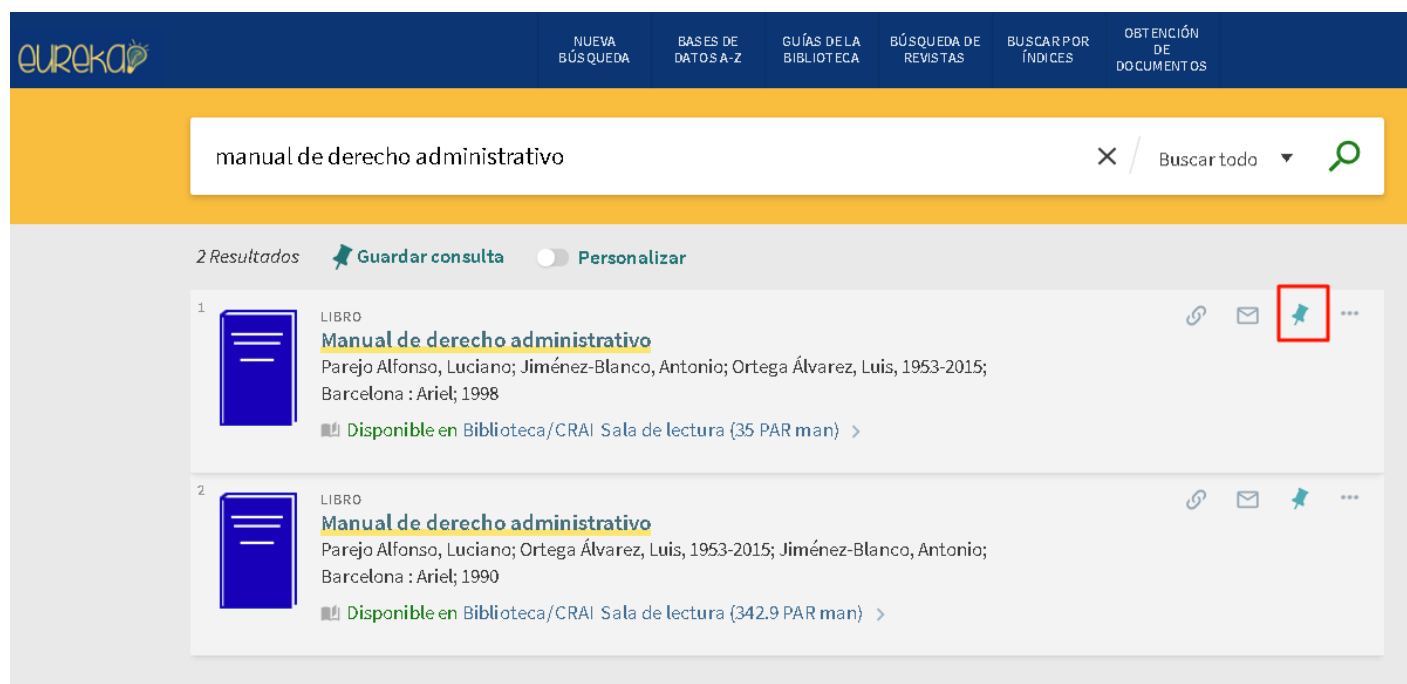 eureka
NUEVA BÚSQUEDA
BASES DE DATOS A-Z
GUÍAS DE LA BIBLIOTECA
BÚSQUEDA DE REVISTAS
BUSCAR POR ÍNDICES
OBTENCIÓN DE DOCUMENTOS
manual de derecho administrativo
Buscar todo
2 Resultados Guardar consulta Personalizar
1
LIBRO
Manual de derecho administrativo
Parejo Alfonso, Luciano; Jiménez-Blanco, Antonio; Ortega Álvarez, Luis, 1953-2015;
Barcelona : Ariel; 1998
Disponible en Biblioteca/CRAI Sala de lectura (35 PAR man) >
2
LIBRO
Manual de derecho administrativo
Parejo Alfonso, Luciano; Ortega Álvarez, Luis, 1953-2015; Jiménez-Blanco, Antonio;
Barcelona : Ariel; 1990
Disponible en Biblioteca/CRAI Sala de lectura (342.9 PAR man) >